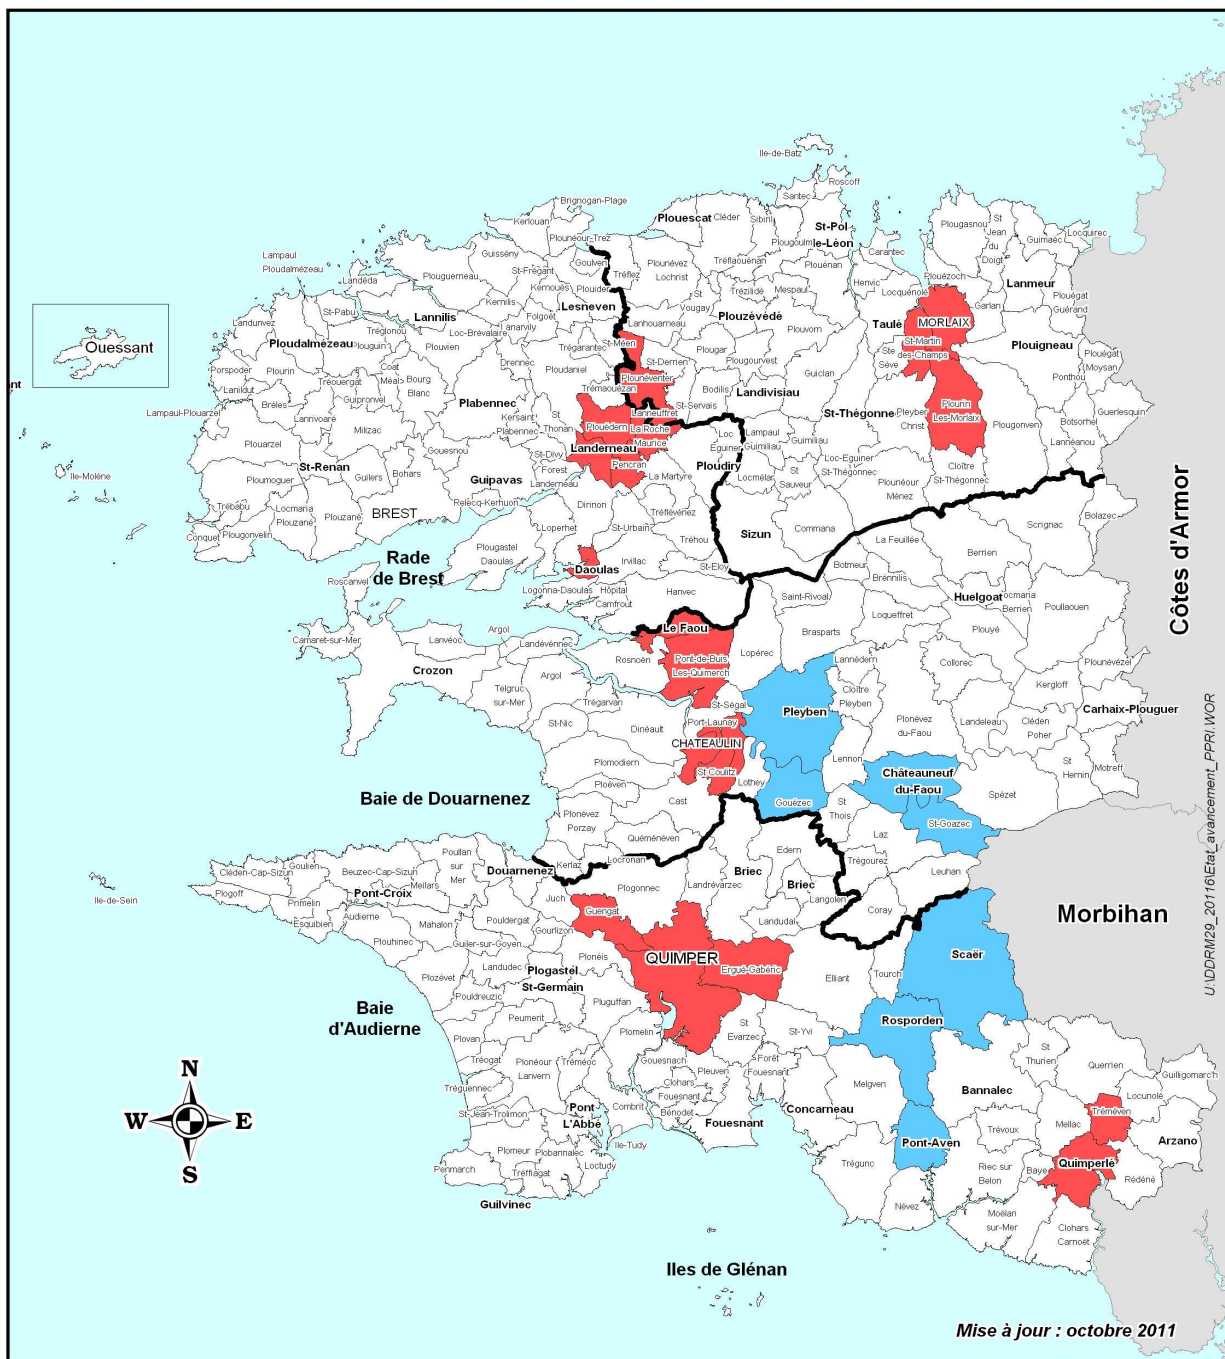 Ile-de-Batz
Roscoff
Santec
Brignogan-Plage
Kerlouan
Plouescat
Cléder
Sibiril
St-Pol
le-Léon
Plougoulm
Plounéour-Trez
Guissény
Goulven
Tréflez
Plounévez
Lochrist
Tréflaouénan
Plouénan
Carantec
Plougasnou
St
Jean
du
Doigt
Guimaëc
Locquirec
Lampaul
Ploudalmézeau
Landéda
Plouguerneau
St-Frégant
Kernouës
Plouider
Kernilis
Lesneven
St
Vougay
Trézilidé
Mespaul
Henvic
Locquénolé
Plouézoch
Lanmeur
Garlan
Plouégat
Guérand
Ouessant
Landunvez
St-Pabu
Lannilis
Tréglonou
Loc-Brévalaire
Lanarvily
Folgoët
Lanhouarneau
Plouzévédé
Plouvorn
Taulé
MORLAIX
Ploudalmézeau
Plouguin
Plouvien
Trégarantec
St-Méen
St-Derrien
Plougar
Plougourvest
Guiclan
Ste
Sève
St-Martin
des-Champs
Plouigneau
Plouégat
Moysan
Porspoder
Lanildut
Plourin
Tréouergat
Coat
Méal
Guipronvel
Bourg
Blanc
Drennec
Ploudaniel
Plounéventer
Trémaouézan
Bodilis
Landivisiau
St-Servais
Ponthou
Lampaul-Plouarzel
Brélès
Lanrivoaré
Milizac
Plabennec
Kersaint
Plabennec
St
Thonan
Plouédern
Lanneuffret
La Roche
Maurice
St-Thégonne
Pleyber
Christ
Plourin
Les-Morlaix
Plougonven
Botsorhel
Guerlesquin
Lannéanou
Plouarzel
St-Renan
Bohars
Guilers
Gouesnou
Guipavas
St-Divy
Landerneau
Forest
Landerneau
Pencran
Ploudiry
La Martyre
Loc
Eguiner
Lampaul
Guimiliau
Guimiliau
Locmélar
St
Sauveur
Loc-Eguiner
St-Thégonnec
Plounéour
Ménez
Cloître
St-Thégonnec
Ile-Molène
Ploumoguer
Trébabu
Locmaria
Plouzané
Plouzané
Conquet
Plougonvelin
BREST
Relecq-Kerhuon
Dirinon
Loperhet
Tréflévénez
St-Urbain
Tréhou
Sizun
Commana
Scrignac
Bolazec
La Feuillée
Berrien
Rade
de Brest
Plougastel
Daoulas
Daoulas
Irvillac
St-Eloy
Botmeur
Brénnilis
Roscanvel
Logonna-Daoulas
Hôpital
Camfrout
Hanvec
Saint-Rivoal
Loqueffret
Huelgoat
Locmaria
Berrien
Poullaouen
Côtes d'Armor
Camaret-sur-Mer
Lanvéoc
Argol
Landévénnec
Le Faou
Rosnoën
Pont-de-Buis
Les-Quimerch
Lopérec
Brasparts
Plouyé
Crozon
Telgruc
sur-Mer
Argol
Trégarvan
Lannédern
Cloître
Pleyben
Collorec
Plounévézel
Kergloff
Carhaix-Plouguer
St-Nic
Dinéault
St-Ségal
Port-Launay
CHATEAULIN
Pleyben
Plonévez
du-Faou
Landeleau
Cléden
Poher
St
Hernin
Motreff
Plomodiern
St-Coulitz
Lothey
Gouézec
Lennon
Châteauneuf
du-Faou
Spézet
Baie de Douarnenez
Ploéven
Cast
Plonévez
Porzay
Quéménéven
St
Thois
Laz
St-Goazec
Edern
Trégourez
Leuhan
Coray
Kerlaz
Locronan
Briec
Briec
Landrévarzec
Langolen
Landudal
Ile-de-Sein
Cléden-Cap-Sizun
Plogoff
Goulien
Primelin
Esquibien
Audierne
Beuzec-Cap-Sizun
Pont-Croix
Meilars
Poullan
sur
Mer
Douarnenez
Juch
Plogonnec
Guengat
Pouldergat
Gourlizon
Mahalon
Plouhinec
Guiler-sur-Goyen
Landudec
Plozévet
Plogastel
St-Germain
Plonéis
QUIMPER
Ergué-Gabéric
Elliant
Tourch
Scaër
Morbihan
U:\DDRM29_20116\Etat_avancement_PPRI.WOR
Baie
d'Audierne
Pouldreuzic
Peumerit
Pluguffan
Plomelin
Plovan
Tréogat
Plonéour
Lanvern
Tréméoc
Gouesnach
St
Evarzec
St-Yvi
Rosporden
Pleuven
Forêt
Fouesnant
Clohars
Fouesnant
Bénodet
Combrit
Tréguennec
St-Jean-Trolimon
Pont
L'Abbé
Ile-Tudy
Fouesnant
Melgven
Concarneau
Bannalec
St
Thurien
Querrien
Guilligomarc'h
Locunolé
Tréméven
Arzano
Mellac
Trévoux
Pont-Aven
Plomeur
Plobannalec
Loctudy
Penmarch
Tréffiagat
Guilvinec
Trégunc
Névez
Riec sur
Belon
Baye
Quimperlé
Rédéné
Moëlan
sur-Mer
Clohars
Carnoët
N
W
E
S
Iles de Glénan
Mise à jour : octobre 2011